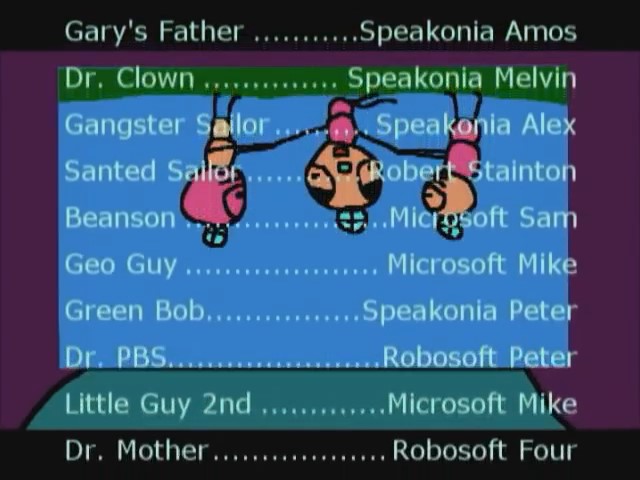 Gary's Father ...........Speakonia Amos
Dr. Clown .............. Speakonia Melvin
Gangster Sailor.......... Speakonia Alex
Santed Sailor............Robert Stainton
Beanson ..................Microsoft Sam
Geo Guy .................... Microsoft Mike
Green Bob................Speakonia Peter
Dr. PBS......................Robosoft Peter
Little Guy 2nd .............Microsoft Mike
Dr. Mother.................. Robosoft Four